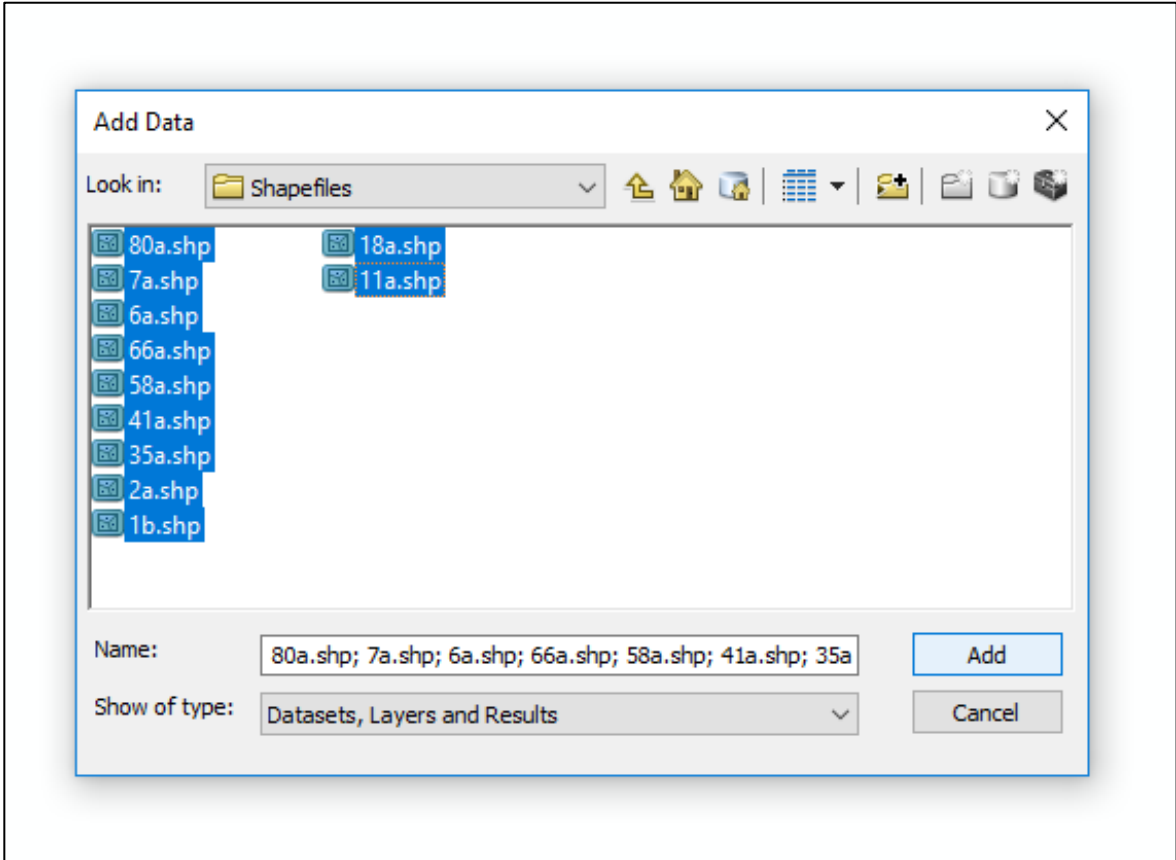 Add Data
Look in: Shapefiles
80a.shp
7a.shp
6a.shp
66a.shp
58a.shp
41a.shp
35a.shp
2a.shp
1b.shp
18a.shp
11a.shp
Name: 80a.shp; 7a.shp; 6a.shp; 66a.shp; 58a.shp; 41a.shp; 35a Add
Show of type: Datasets, Layers and Results Cancel